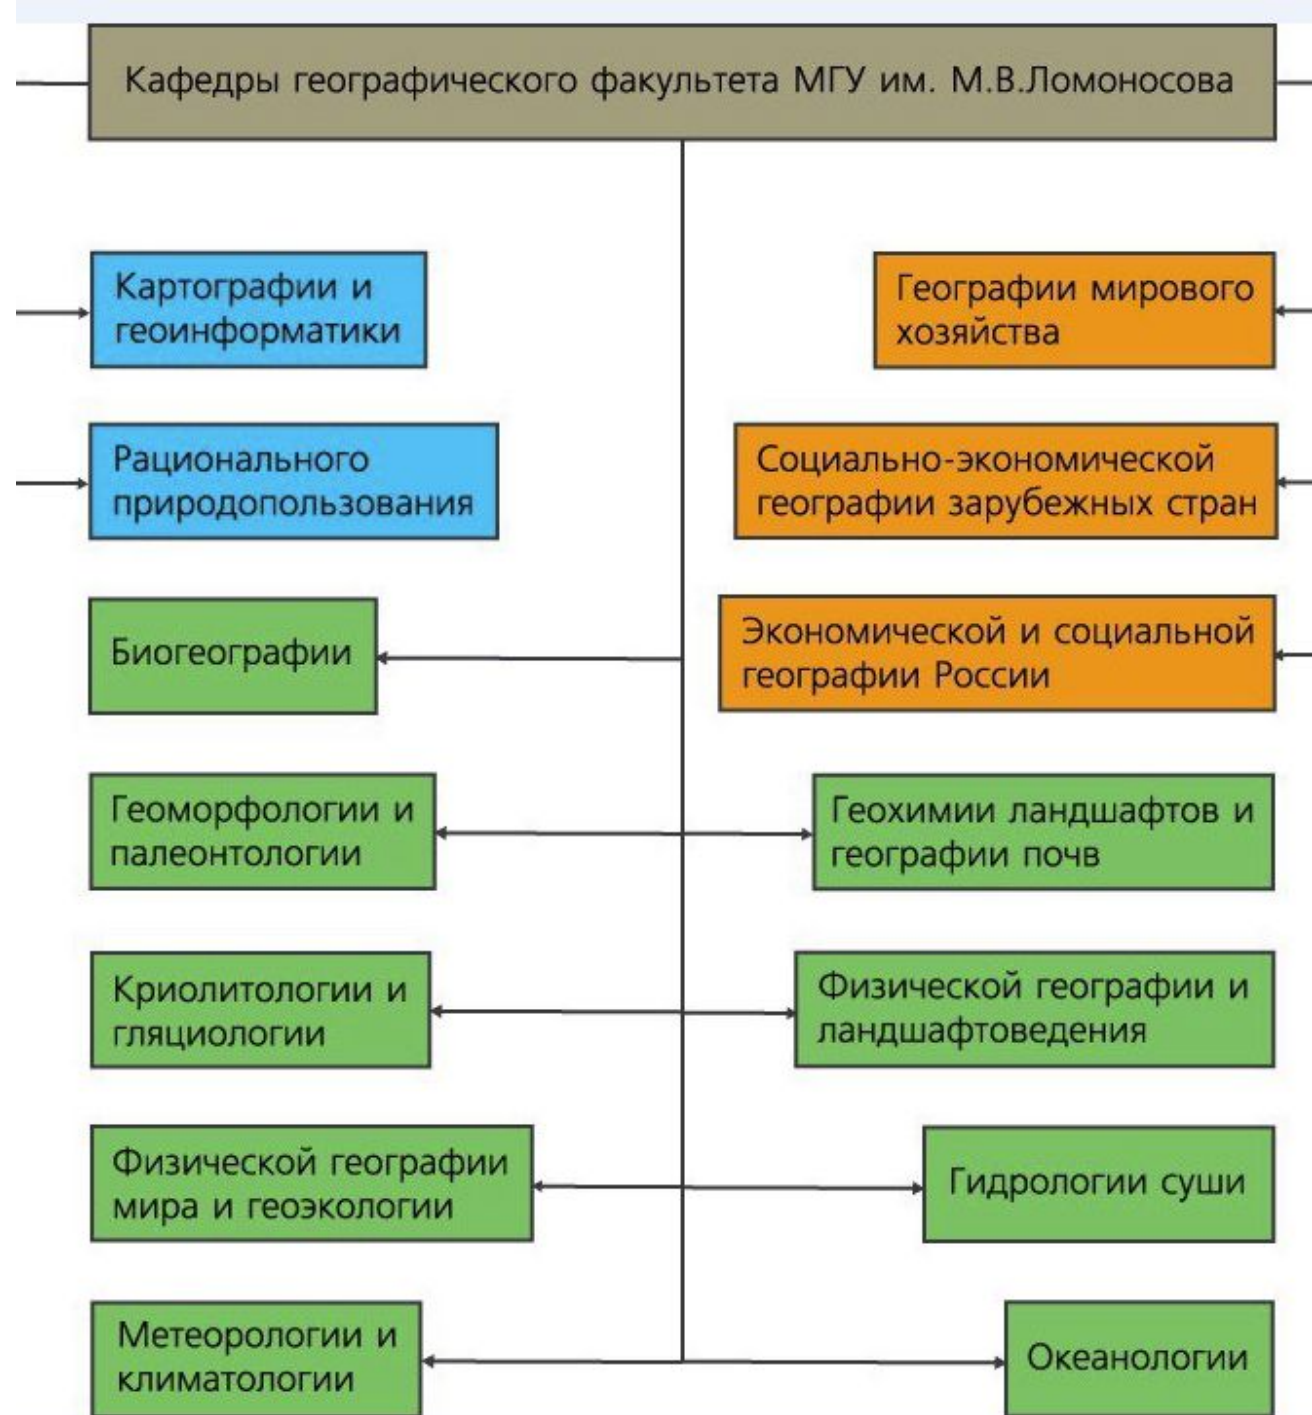 Кафедры географического факультета МГУ им. М.В.Ломоносова
Картографии и
геоинформатики
Географии мирового
хозяйства
Рационального
природопользования
Социально-экономической
географии зарубежных стран
Биогеографии
Экономической и социальной
географии России
Геоморфологии и
палеонтологии
Геохимии ландшафтов и
географии почв
Криолитологии и
гляциологии
Физической географии и
ландшафтоведения
Физической географии
мира и геоэкологии
Гидрологии суши
Метеорологии и
климатологии
Океанологии